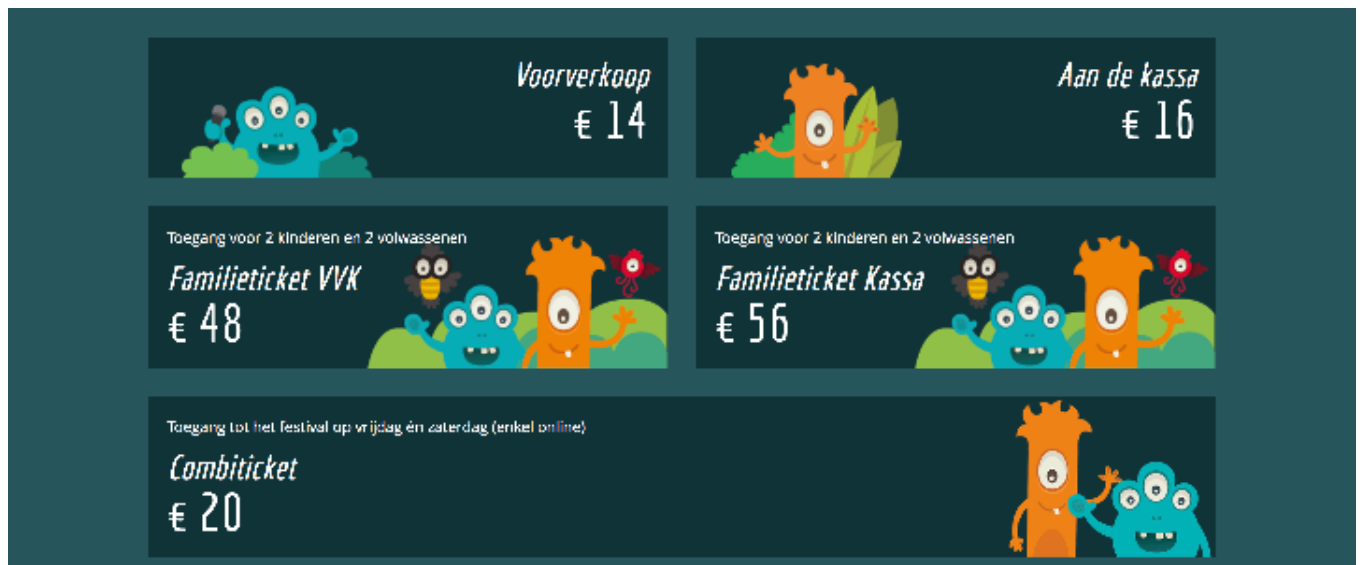 Voorverkoop
€ 14
Aan de kassa
€ 16
Toegang voor 2 kinderen en 2 volwassenen
Familieticket VVK
€ 48
Toegang voor 2 kinderen en 2 volwassenen
Familieticket Kassa
€ 56
Toegang tot het festival op vrijdag én zaterdag (enkel online)
Combiticket
€ 20